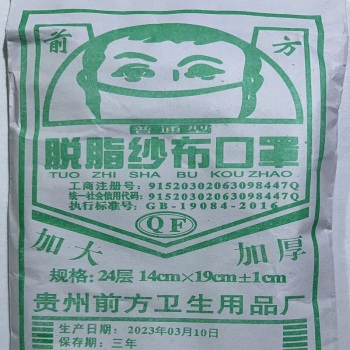 前 方
普通型
脱脂纱布口罩
TUO ZHI SHA BU KOU ZHAO
工商注册号: 91520302063098447Q
统一社会信用代码: 91520302063098447Q
执行标准号: GB-19084-2016
QF
加大 加厚
规格: 24层 14cm×19cm±1cm
贵州前方卫生用品厂
生产日期: 2023年03月10日
保存期: 三年